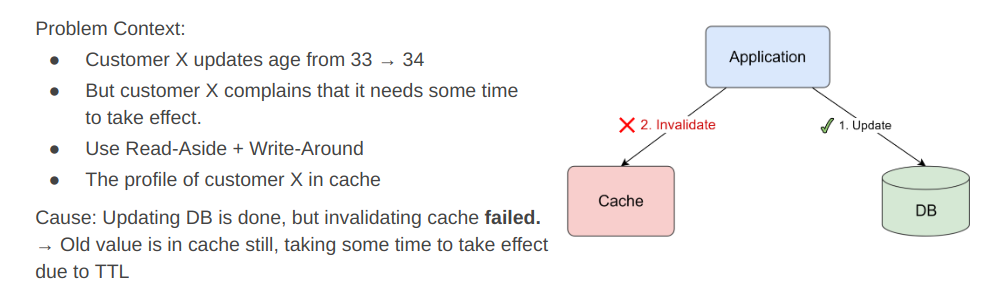 Problem Context:
● Customer X updates age from 33 → 34
● But customer X complains that it needs some time
to take effect.
● Use Read-Aside + Write-Around
● The profile of customer X in cache
Cause: Updating DB is done, but invalidating cache failed.
→ Old value is in cache still, taking some time to take effect
due to TTL
Application
❌ 2. Invalidate
✔ 1. Update
Cache
DB